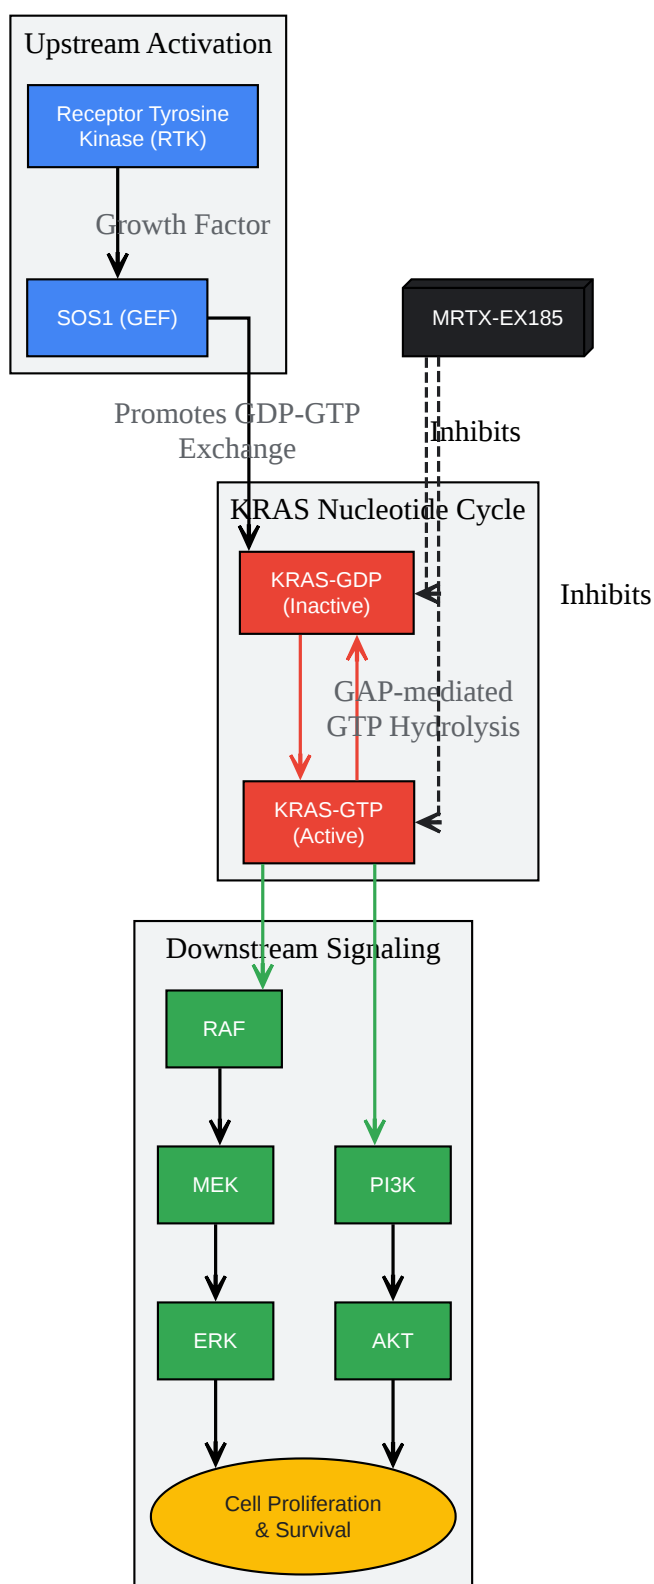 Upstream Activation
Receptor Tyrosine
Kinase (RTK)
Growth Factor
SOS1 (GEF)
MRTX-EX185
Promotes GDP-GTP
Exchange
Inhibits
KRAS Nucleotide Cycle
KRAS-GDP
(Inactive)
Inhibits
GAP-mediated
GTP Hydrolysis
KRAS-GTP
(Active)
Downstream Signaling
RAF
MEK
PI3K
ERK
AKT
Cell Proliferation
& Survival